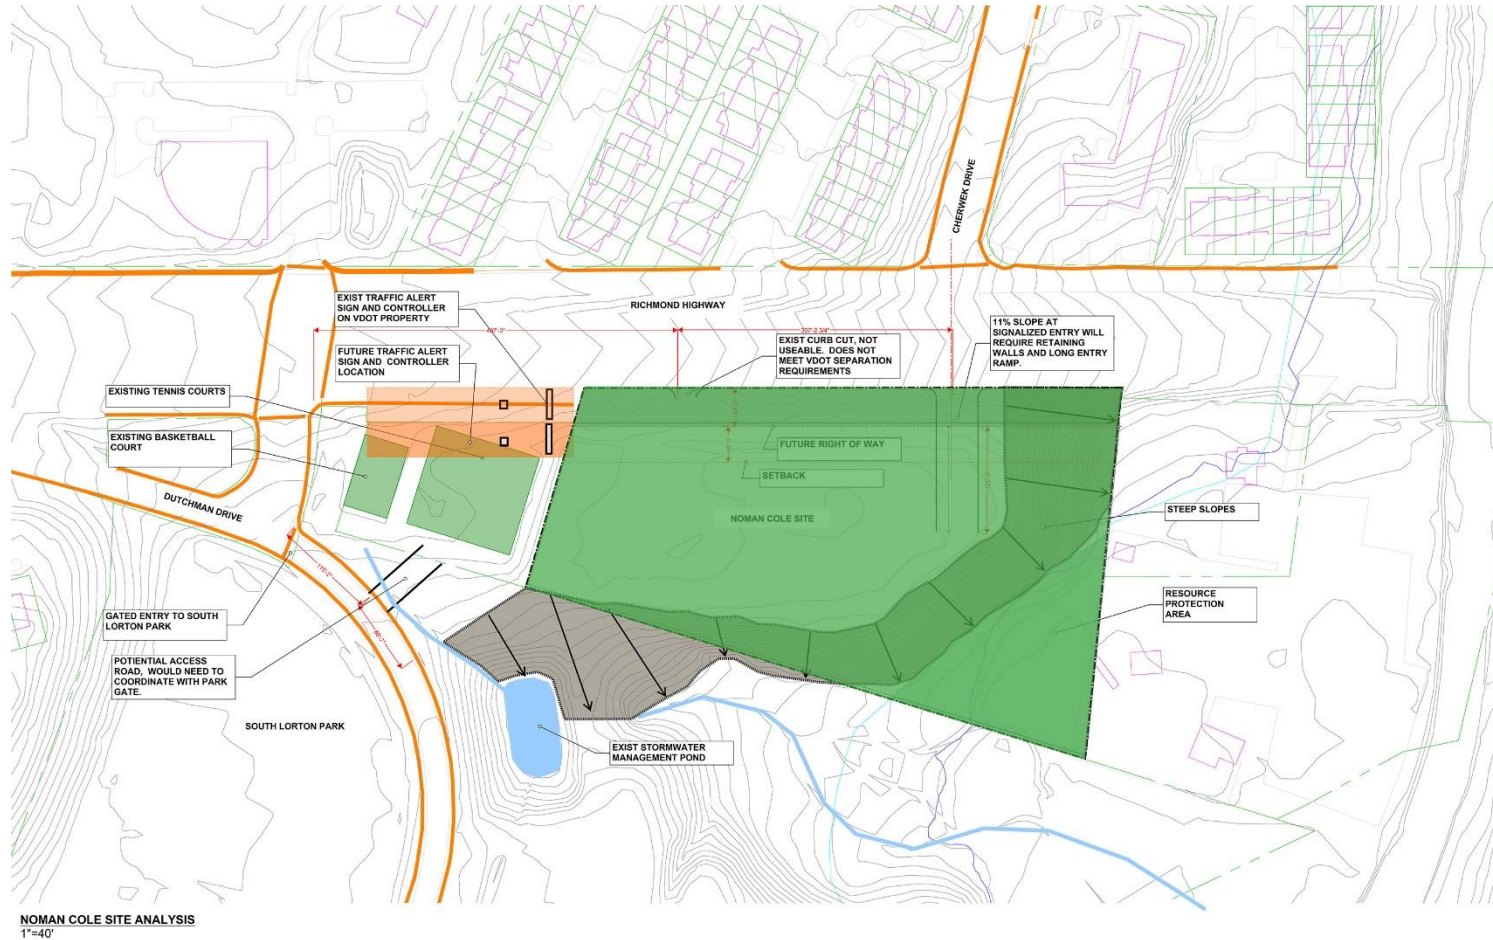 CHERWEK DRIVE
EXIST TRAFFIC ALERT
SIGN AND CONTROLLER
ON VDOT PROPERTY
RICHMOND HIGHWAY
FUTURE TRAFFIC ALERT
SIGN AND CONTROLLER
LOCATION
EXIST CURB CUT, NOT
USEABLE. DOES NOT
MEET VDOT SEPARATION
REQUIREMENTS
11% SLOPE AT
SIGNALIZED ENTRY WILL
REQUIRE RETAINING
WALLS AND LONG ENTRY
RAMP.
EXISTING TENNIS COURTS
EXISTING BASKETBALL
COURT
FUTURE RIGHT OF WAY
SETBACK
DUTCHMAN DRIVE
NOMAN COLE SITE
STEEP SLOPES
GATED ENTRY TO SOUTH
LORTON PARK
RESOURCE
PROTECTION
AREA
POTIENTIAL ACCESS
ROAD, WOULD NEED TO
COORDINATE WITH PARK
GATE.
SOUTH LORTON PARK
EXIST STORMWATER
MANAGEMENT POND
NOMAN COLE SITE ANALYSIS
1"=40'